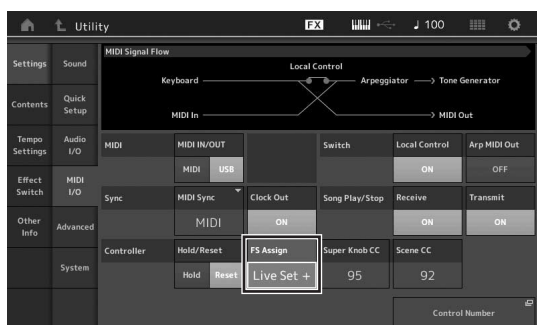 Utility FX 100
Settings Sound MIDI Signal Flow
Local Control
Keyboard Arpeggiator Tone Generator
MIDI In MIDI Out
Contents Quick Setup
Tempo Settings Audio I/O
Effect Switch MIDI I/O
Other Info Advanced
System
MIDI MIDI IN/OUT Switch Local Control Arp MIDI Out
MIDI USB ON OFF
Sync MIDI Sync Clock Out Song Play/Stop Receive Transmit
MIDI ON ON ON
Controller Hold/Reset FS Assign Super Knob CC Scene CC
Hold Reset Live Set + 95 92
Control Number